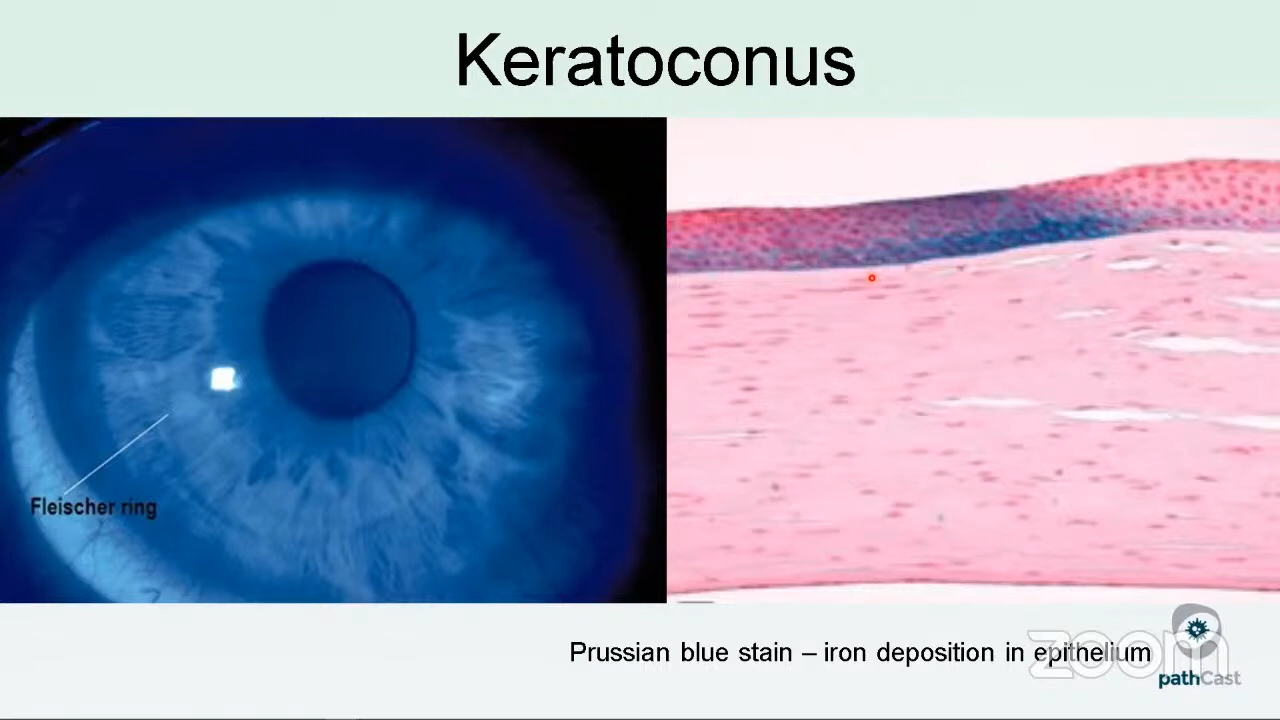 Keratoconus
Fleischer ring
Prussian blue stain – iron deposition in epithelium
zoom
pathCast